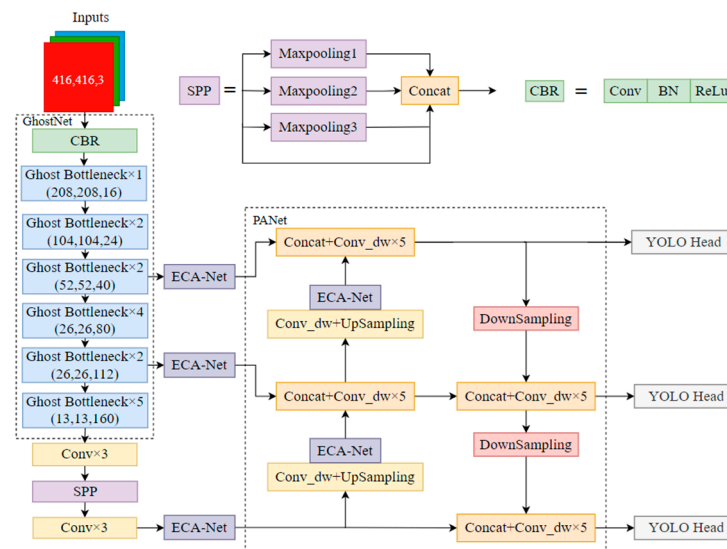 Inputs
416,416,3
SPP
=
Maxpooling1
Maxpooling2
Maxpooling3
Concat
CBR
=
Conv
BN
ReLu
GhostNet
CBR
Ghost Bottleneck×1
(208,208,16)
Ghost Bottleneck×2
(104,104,24)
Ghost Bottleneck×2
(52,52,40)
Ghost Bottleneck×4
(26,26,80)
Ghost Bottleneck×2
(26,26,112)
Ghost Bottleneck×5
(13,13,160)
Conv×3
SPP
Conv×3
ECA-Net
ECA-Net
ECA-Net
PANet
Concat+Conv_dw×5
ECA-Net
Conv_dw+UpSampling
Concat+Conv_dw×5
ECA-Net
Conv_dw+UpSampling
DownSampling
Concat+Conv_dw×5
DownSampling
Concat+Conv_dw×5
YOLO Head
YOLO Head
YOLO Head